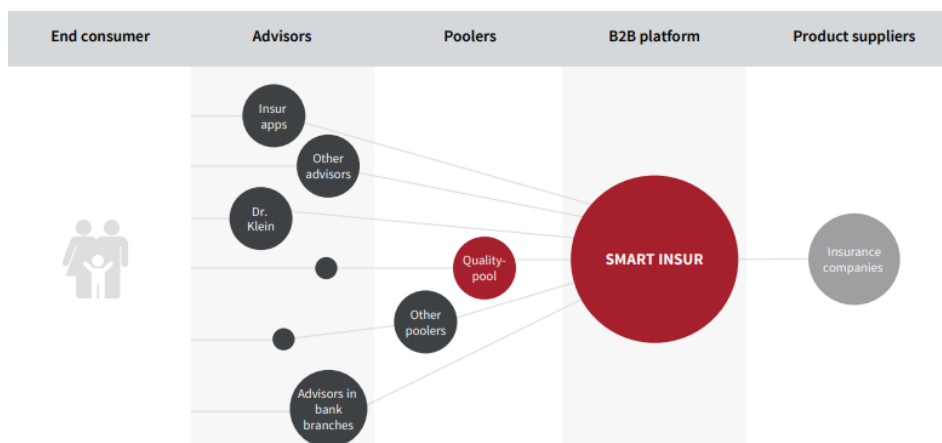 End consumer
Advisors
Poolers
B2B platform
Product suppliers
Insur
apps
Other
advisors
Dr.
Klein
Quality-
pool
SMART INSUR
Insurance
companies
Other
poolers
Advisors in
bank
branches